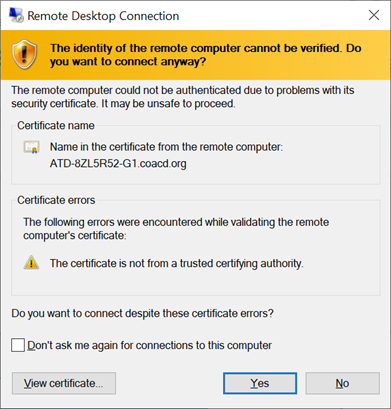 Remote Desktop Connection
The identity of the remote computer cannot be verified. Do
you want to connect anyway?
The remote computer could not be authenticated due to problems with its
security certificate. It may be unsafe to proceed.
Certificate name
Name in the certificate from the remote computer:
ATD-8ZL5R52-G1.coacd.org
Certificate errors
The following errors were encountered while validating the remote
computer's certificate:
The certificate is not from a trusted certifying authority.
Do you want to connect despite these certificate errors?
Don't ask me again for connections to this computer
View certificate... Yes No